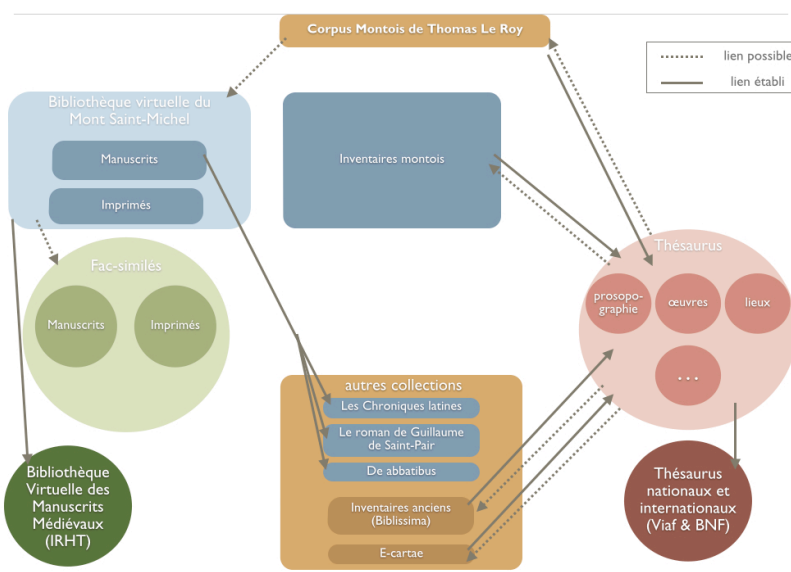 Corpus Montois de Thomas Le Roy
lien possible
lien établi
Bibliothèque virtuelle du
Mont Saint-Michel
Manuscrits
Imprimés
Inventaires montois
Fac-similés
Manuscrits
Imprimés
Thésaurus
prosopo-
graphie
œuvres
lieux
...
autres collections
Les Chroniques latines
Le roman de Guillaume
de Saint-Pair
De abbatibus
Inventaires anciens
(Biblissima)
E-cartae
Bibliothèque
Virtuelle des
Manuscrits
Médiévaux
(IRHT)
Thésaurus
nationaux et
internationaux
(Viaf & BNF)